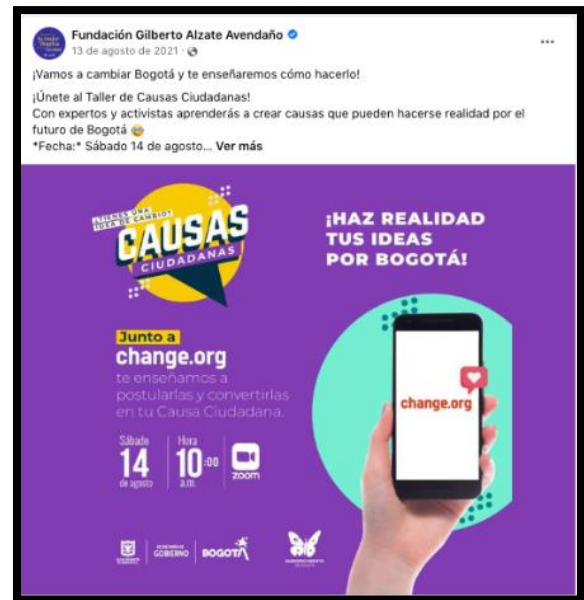 Fundación Gilberto Alzate Avendaño
13 de agosto de 2021 ·
¡Vamos a cambiar Bogotá y te enseñaremos cómo hacerlo!
¡Únete al Taller de Causas Ciudadanas!
Con expertos y activistas aprenderás a crear causas que pueden hacerse realidad por el
futuro de Bogotá 🤓
*Fecha:* Sábado 14 de agosto... Ver más
¿TIENES UNA
IDEA DE CAMBIO?
CAUSAS
CIUDADANAS
¡HAZ REALIDAD
TUS IDEAS
POR BOGOTÁ!
Junto a
change.org
te enseñamos a
postularlas y convertirlas
en tu Causa Ciudadana.
change.org
Sábado
14
de agosto
Hora
10:00
a.m.
zoom
GOBIERNO
BOGOTÁ